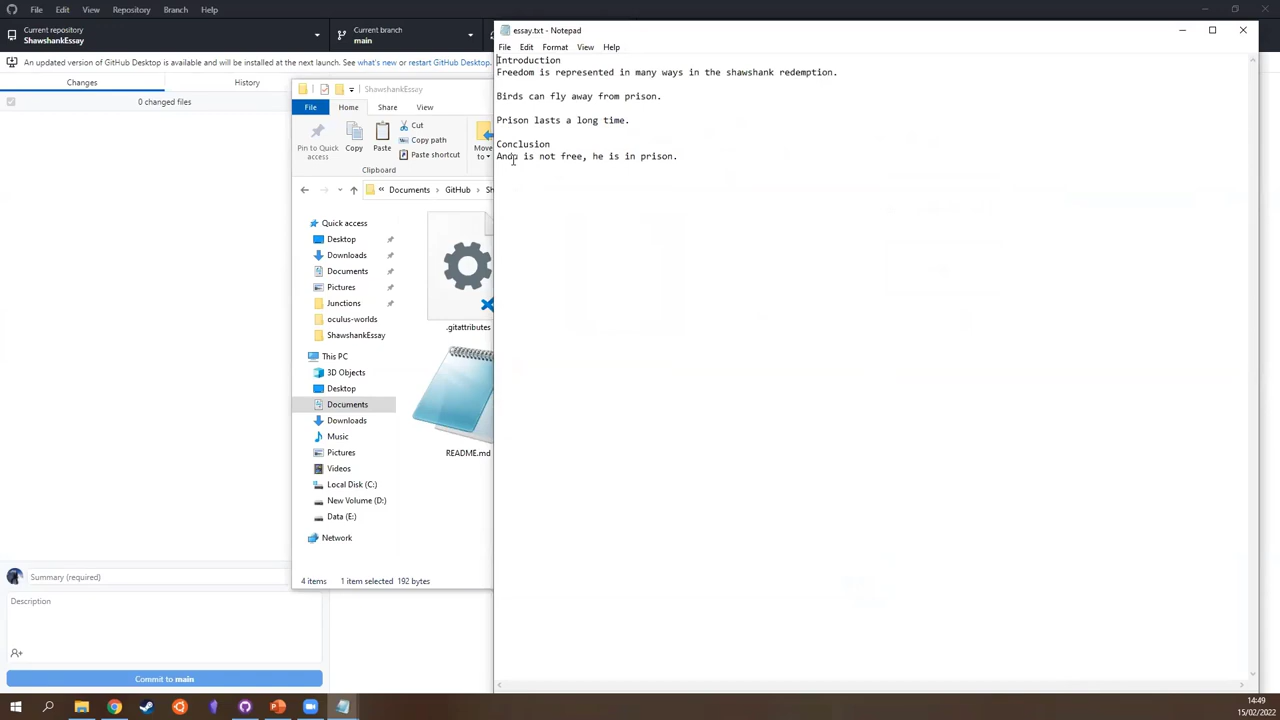 File Edit View Repository Branch Help
Current repository
ShawshankEssay
Current branch
main
An updated version of GitHub Desktop is available and will be installed at the next launch. See what's new or restart GitHub Desktop.
Changes History
0 changed files
ShawshankEssay
File Home Share View
Copy
Paste
Cut
Copy path
Paste shortcut
Move
to
Clipboard
« Documents › GitHub › Sh
Quick access
Desktop
Downloads
Documents
Pictures
Junctions
oculus-worlds
ShawshankEssay
This PC
3D Objects
Desktop
Documents
Downloads
Music
Pictures
Videos
Local Disk (C:)
New Volume (D:)
Data (E:)
Network
.gitattributes
README.md
4 items 1 item selected 192 bytes
Summary (required)
Description
Commit to main
essay.txt - Notepad
File Edit Format View Help
Introduction
Freedom is represented in many ways in the shawshank redemption.
Birds can fly away from prison.
Prison lasts a long time.
Conclusion
Andy is not free, he is in prison.
14:49
15/02/2022